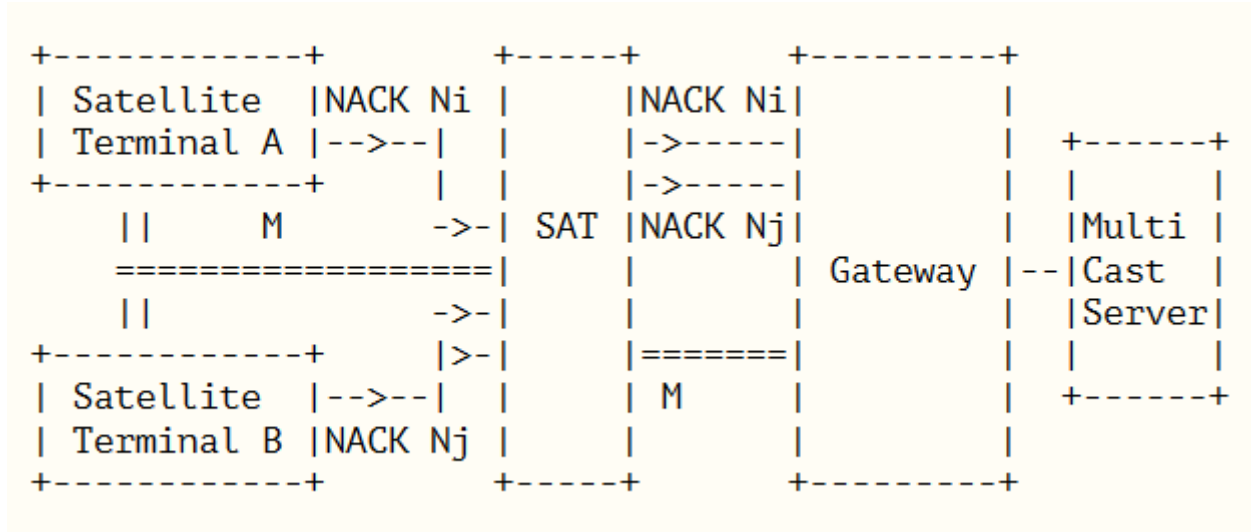 +------------+        +-----+       +---------+
| Satellite  |NACK Ni |     |NACK Ni|         |
| Terminal A |-->--|  |     |->-----|         |  +------+
+------------+     |  |     |->-----|         |  |      |
    ||     M       ->-| SAT |NACK Nj|         |  |Multi |
    ==================|     |       | Gateway |--|Cast  |
    ||             ->-|     |       |         |  |Server|
+------------+     |>-|     |=======|         |  |      |
| Satellite  |-->--|  |     | M     |         |  +------+
| Terminal B |NACK Nj |     |       |         |
+------------+        +-----+       +---------+